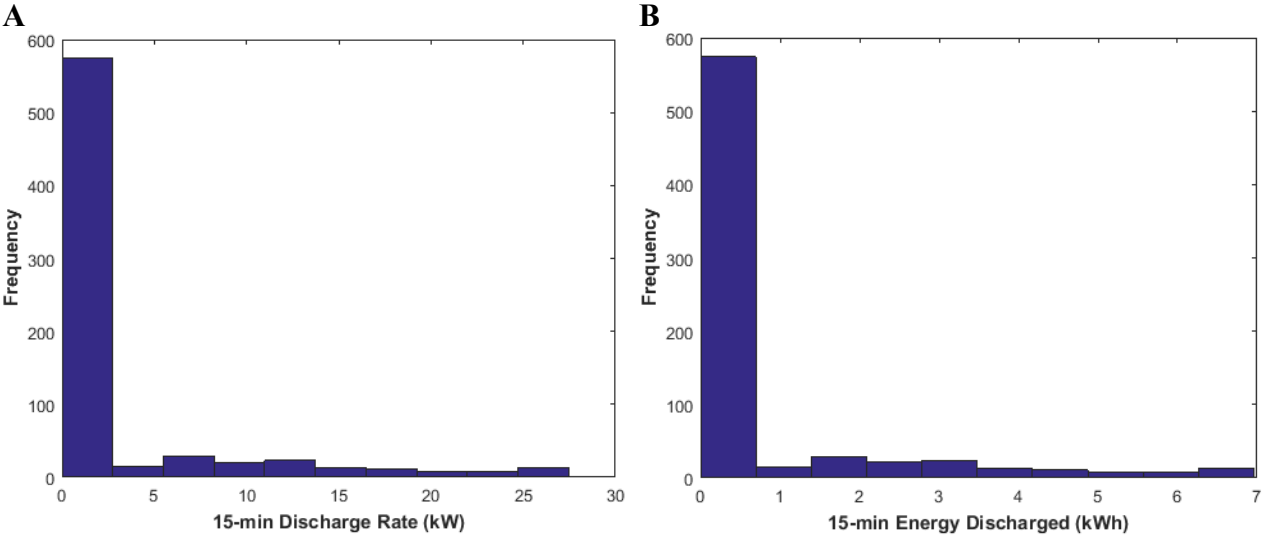 A
B
600
500
400
300
200
100
0
Frequency
0 5 10 15 20 25 30
15-min Discharge Rate (kW)
600
500
400
300
200
100
0
Frequency
0 1 2 3 4 5 6 7
15-min Energy Discharged (kWh)